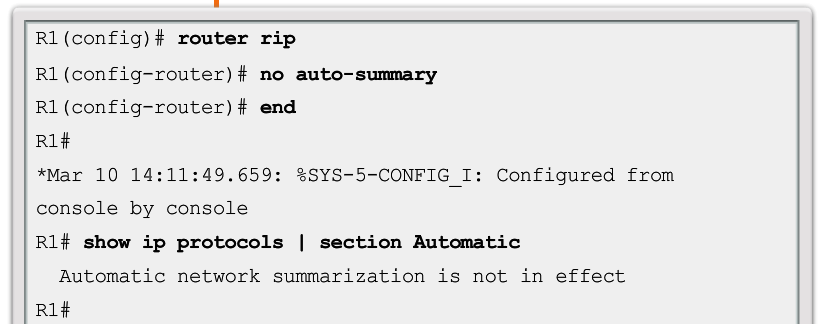 R1(config)# router rip
R1(config-router)# no auto-summary
R1(config-router)# end
R1#
*Mar 10 14:11:49.659: %SYS-5-CONFIG_I: Configured from
console by console
R1# show ip protocols | section Automatic
  Automatic network summarization is not in effect
R1#